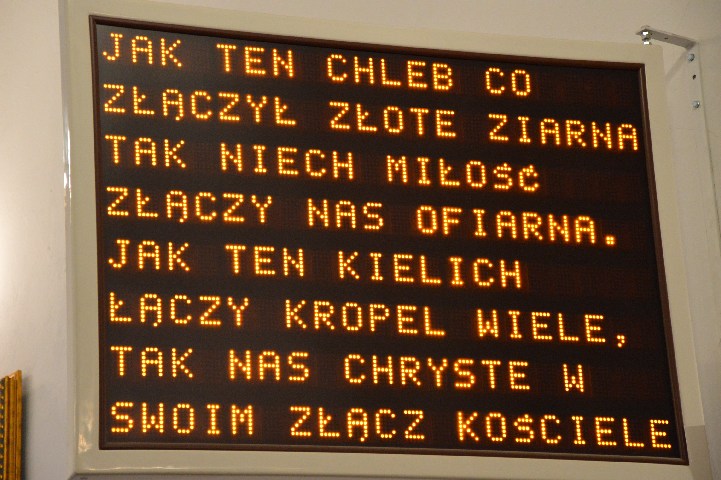 JAK TEN CHLEB CO
ZŁĄCZYŁ ZŁOTE ZIARNA
TAK NIECH MIŁOŚĆ
ZŁĄCZY NAS OFIARNA.
JAK TEN KIELICH
ŁĄCZY KROPEL WIELE,
TAK NAS CHRYSTE W
SWOIM ZŁĄCZ KOŚCIELE